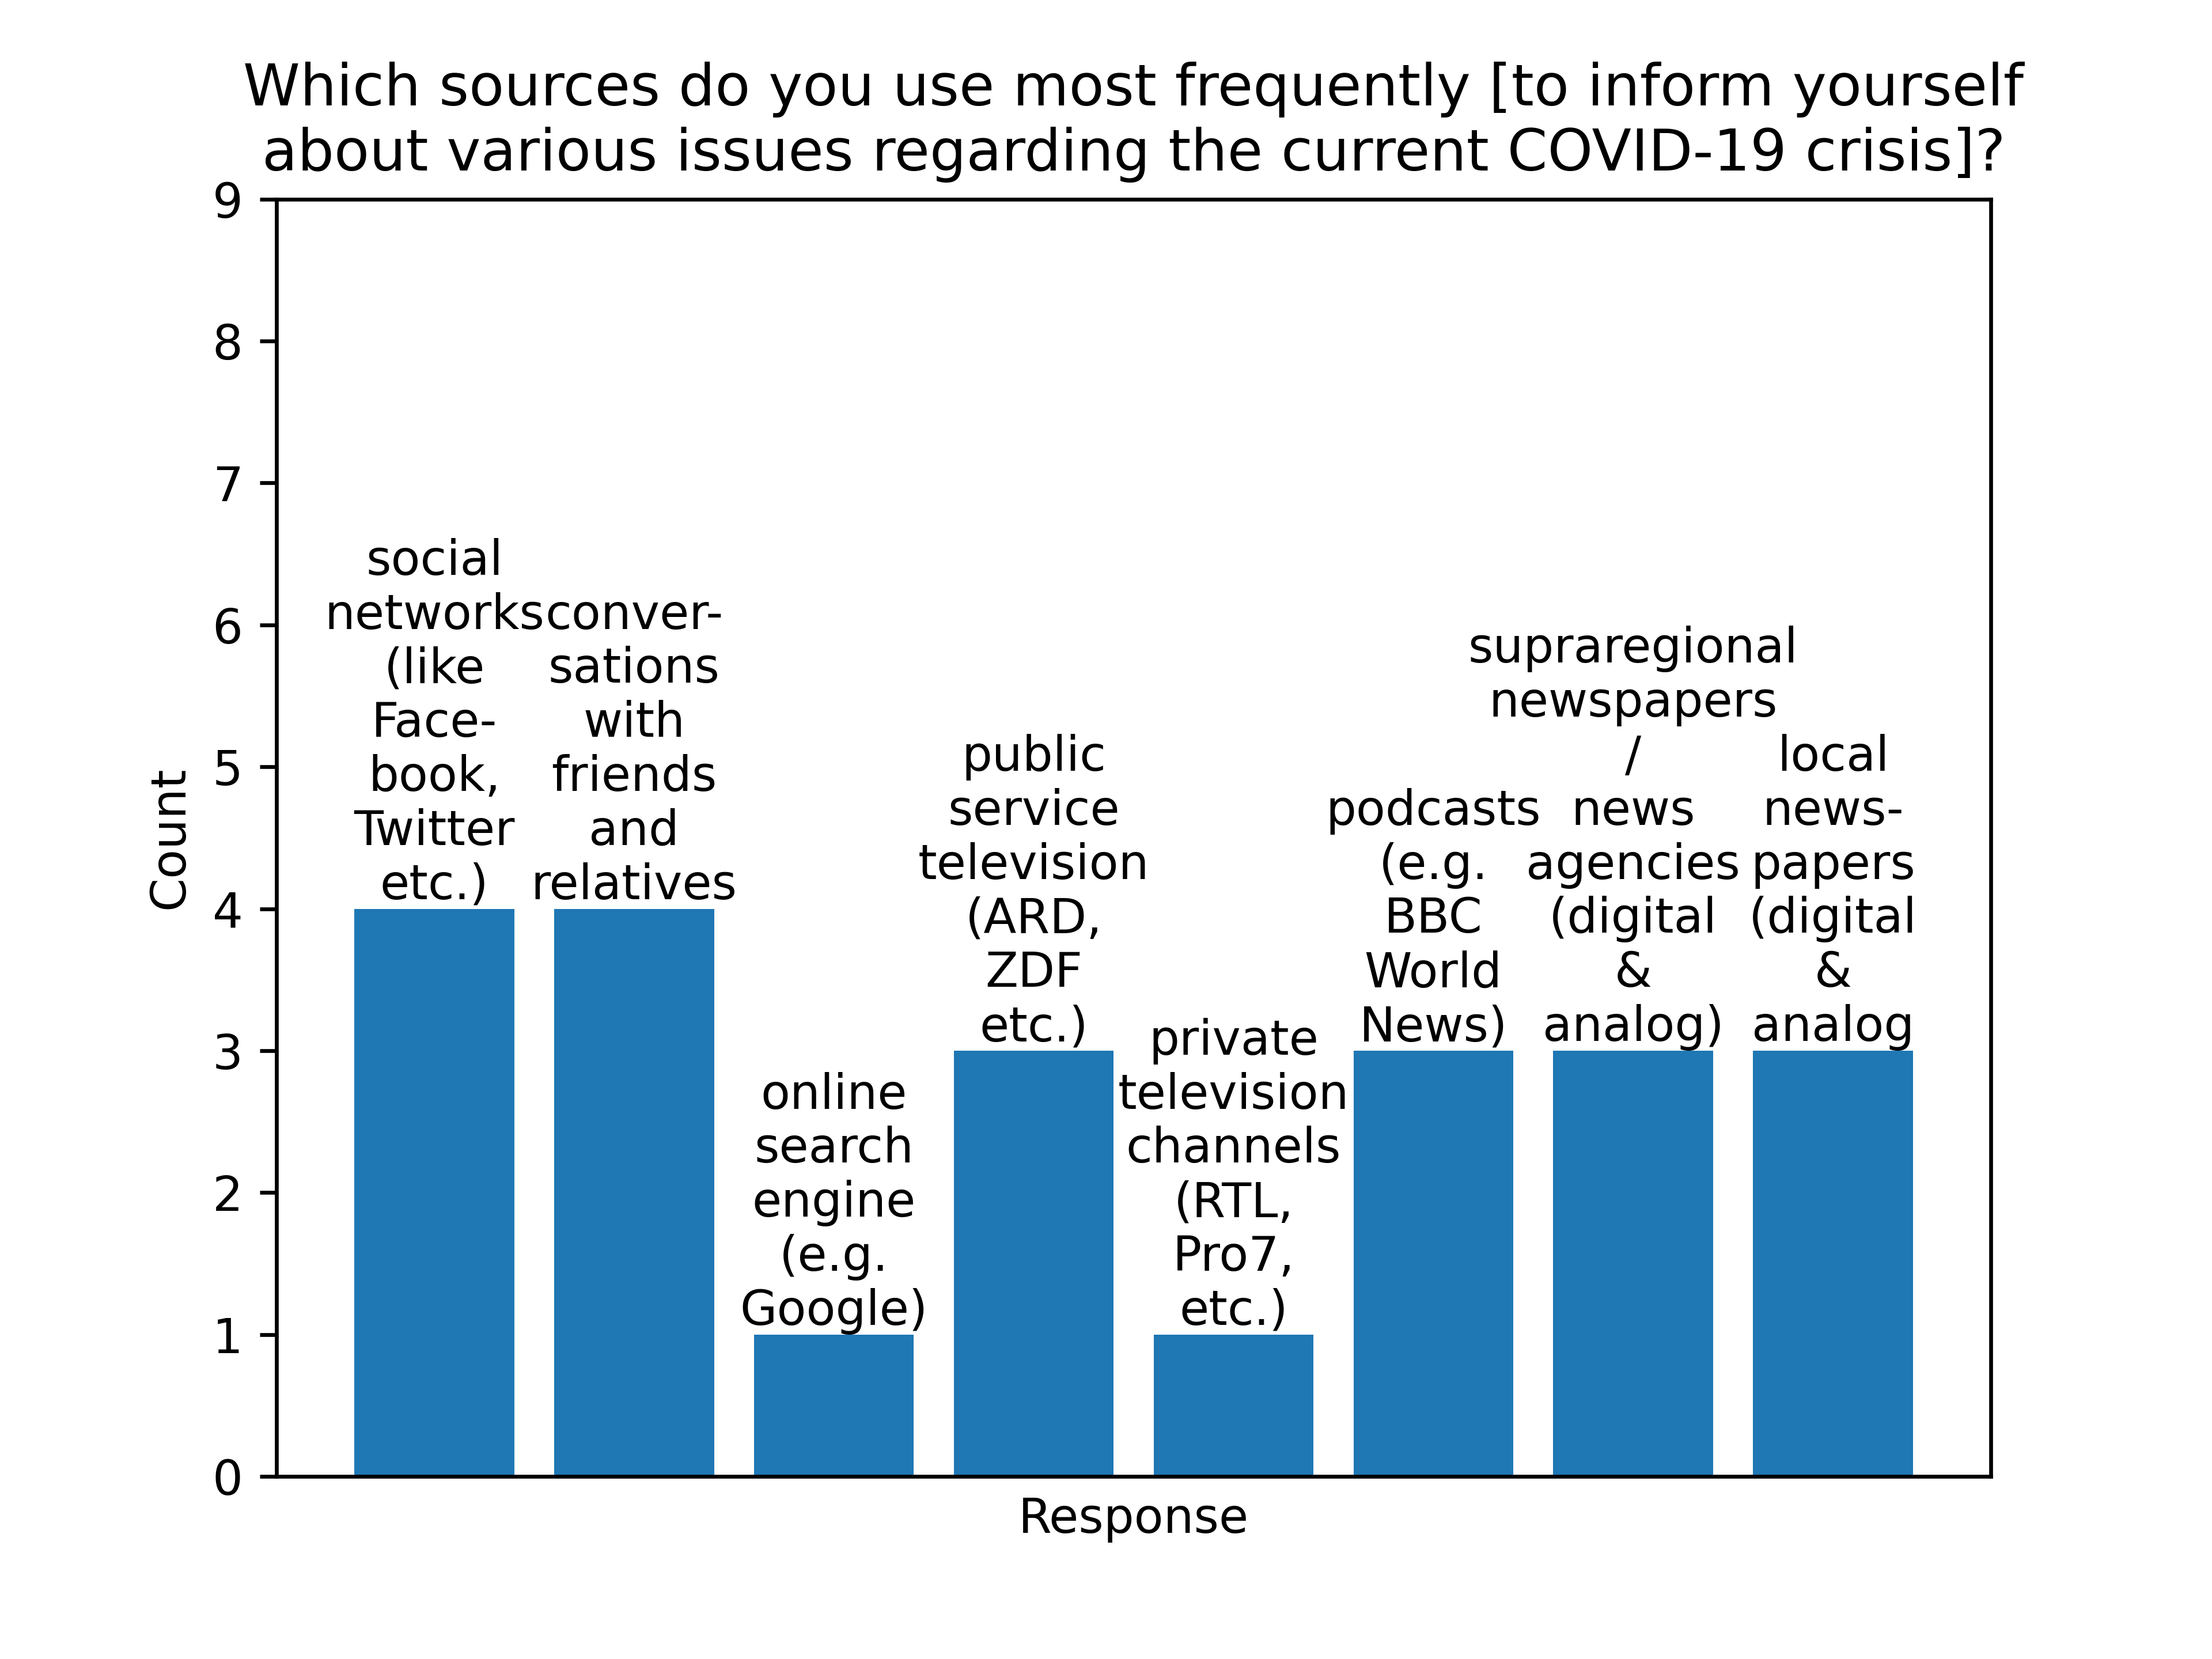 Which sources do you use most frequently [to inform yourself
about various issues regarding the current COVID-19 crisis]?
9
8
7
6
5
4
3
2
1
0
Count
social
networks
(like
Face-
book,
Twitter
etc.)
conver-
sations
with
friends
and
relatives
online
search
engine
(e.g.
Google)
public
service
television
(ARD,
ZDF
etc.)
private
television
channels
(RTL,
Pro7,
etc.)
podcasts
(e.g.
BBC
World
News)
supraregional
newspapers
/
news
agencies
(digital
&
analog)
local
news-
papers
(digital
&
analog
Response